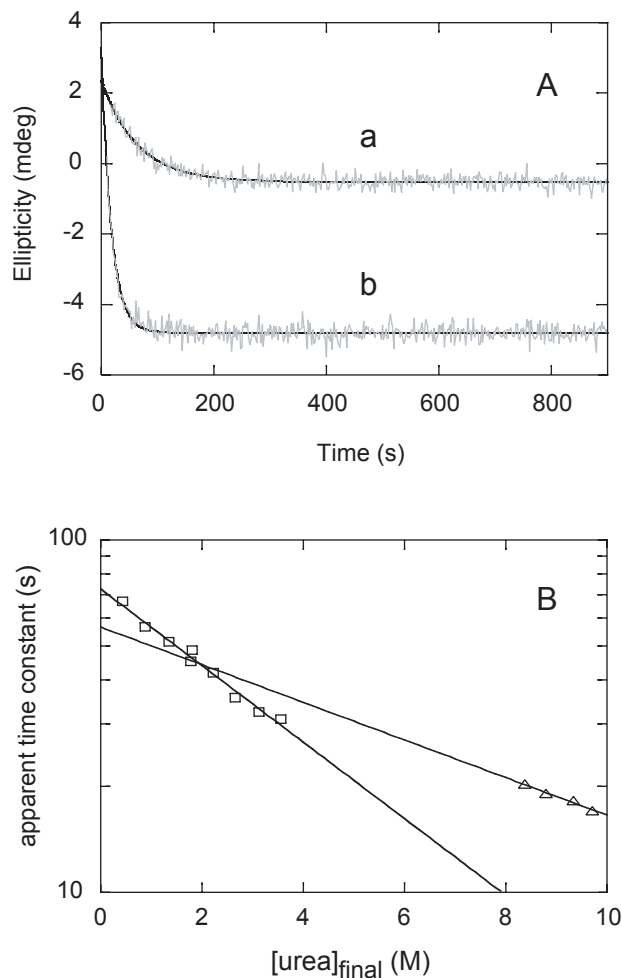 4
2
0
-2
-4
-6
Ellipticity (mdeg)
A
a
b
0 200 400 600 800
Time (s)
100
10
apparent time constant (s)
B
0 2 4 6 8 10
[urea]final (M)